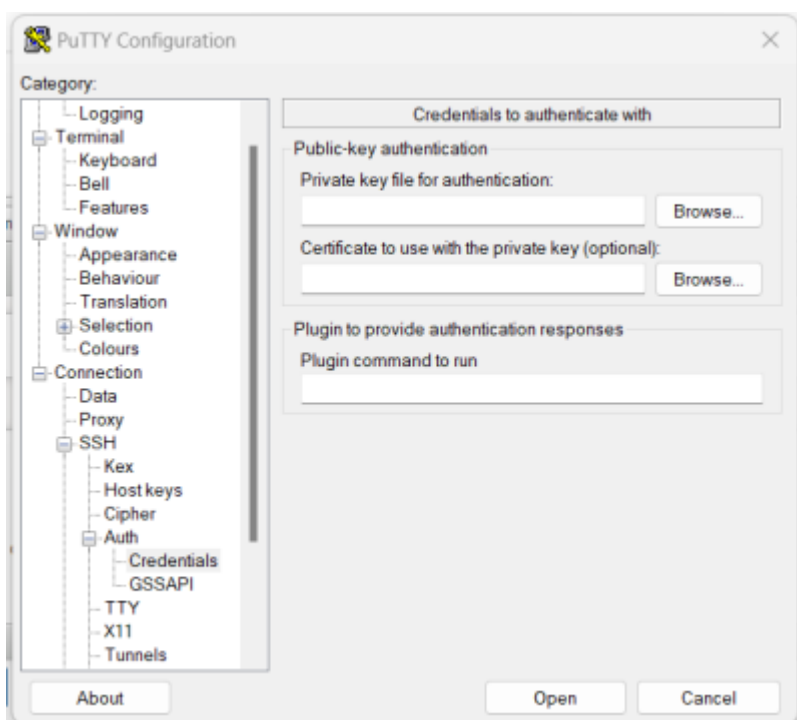 PuTTY Configuration
Category:
Logging
Terminal
Keyboard
Bell
Features
Window
Appearance
Behaviour
Translation
Selection
Colours
Connection
Data
Proxy
SSH
Kex
Host keys
Cipher
Auth
Credentials
GSSAPI
TTY
X11
Tunnels
Credentials to authenticate with
Public-key authentication
Private key file for authentication:
Browse...
Certificate to use with the private key (optional):
Browse...
Plugin to provide authentication responses
Plugin command to run
About
Open
Cancel